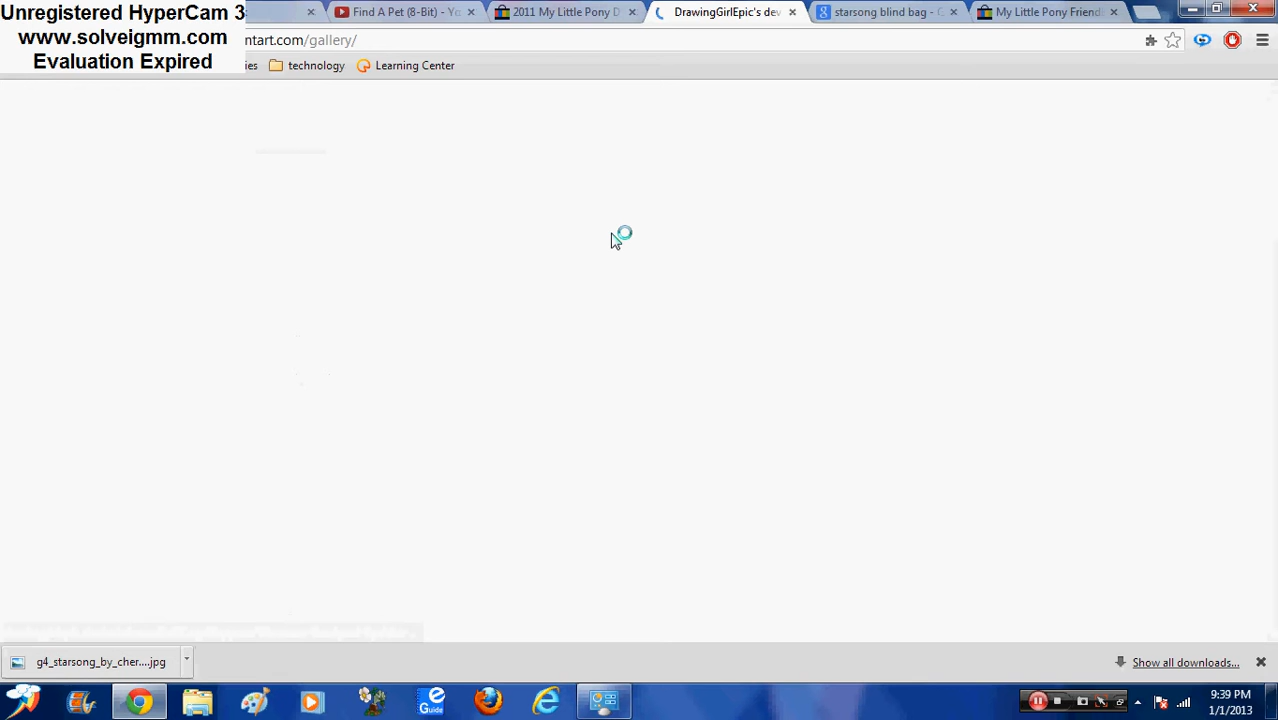 Unregistered HyperCam 3
www.solveigmm.com
Evaluation Expired
Find A Pet (8-Bit) - Yo
2011 My Little Pony D
DrawingGirlEpic's dev
starsong blind bag - G
My Little Pony Friend
ntart.com/gallery/
ies
technology
Learning Center
g4_starsong_by_cher....jpg
Show all downloads...
Guide
9:39 PM
1/1/2013